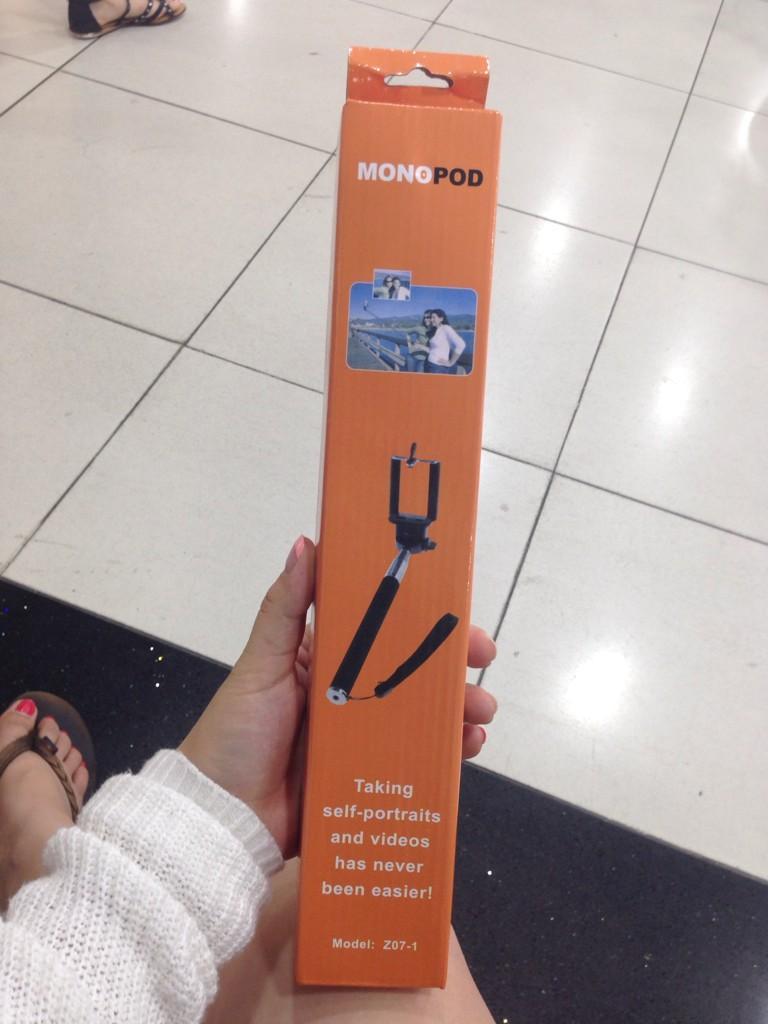 MONOPOD
Taking
self-portraits
and videos
has never
been easier!
Model: Z07-1